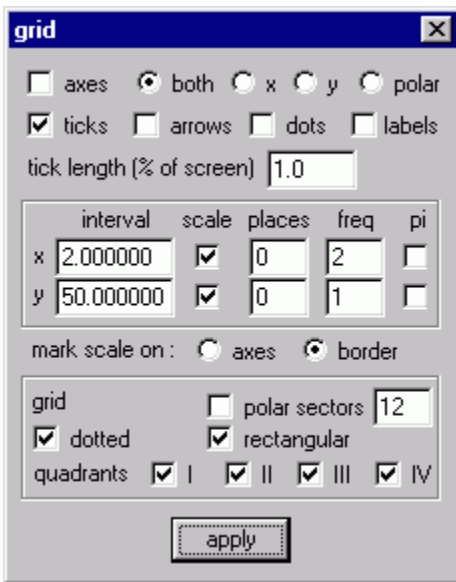 grid
axes both x y polar
ticks arrows dots labels
tick length (% of screen) 1.0
interval scale places freq pi
x 2.000000 0 2
y 50.000000 0 1
mark scale on : axes border
grid polar sectors 12
dotted rectangular
quadrants I II III IV
apply